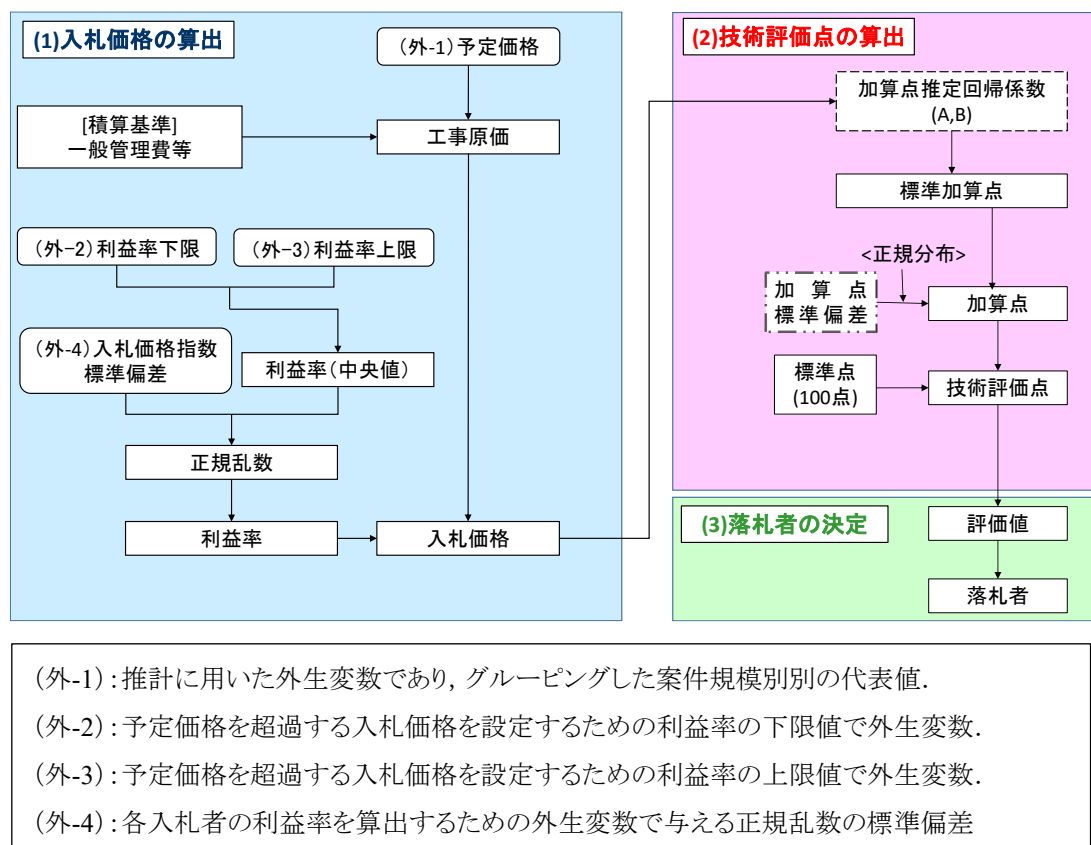 (1)入札価格の算出
(外-1)予定価格
[積算基準]
一般管理費等
工事原価
(外-2)利益率下限
(外-3)利益率上限
(外-4)入札価格指数
標準偏差
利益率(中央値)
正規乱数
利益率
入札価格
(2)技術評価点の算出
加算点推定回帰係数
(A,B)
標準加算点
<正規分布>
加算点
標準偏差
加算点
標準点
(100点)
技術評価点
(3)落札者の決定
評価値
落札者
(外-1):推計に用いた外生変数であり,グルーピングした案件規模別別の代表値.
(外-2):予定価格を超過する入札価格を設定するための利益率の下限値で外生変数.
(外-3):予定価格を超過する入札価格を設定するための利益率の上限値で外生変数.
(外-4):各入札者の利益率を算出するための外生変数で与える正規乱数の標準偏差